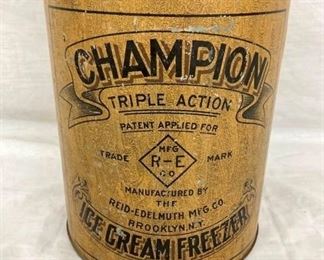 CHAMPION
TRIPLE ACTION
PATENT APPLIED FOR
MFG
TRADE R-E MARK
CO
MANUFACTURED BY
THE
REID-EDELMUTH MFG. CO.
BROOKLYN. N.Y.
ICE CREAM FREEZER